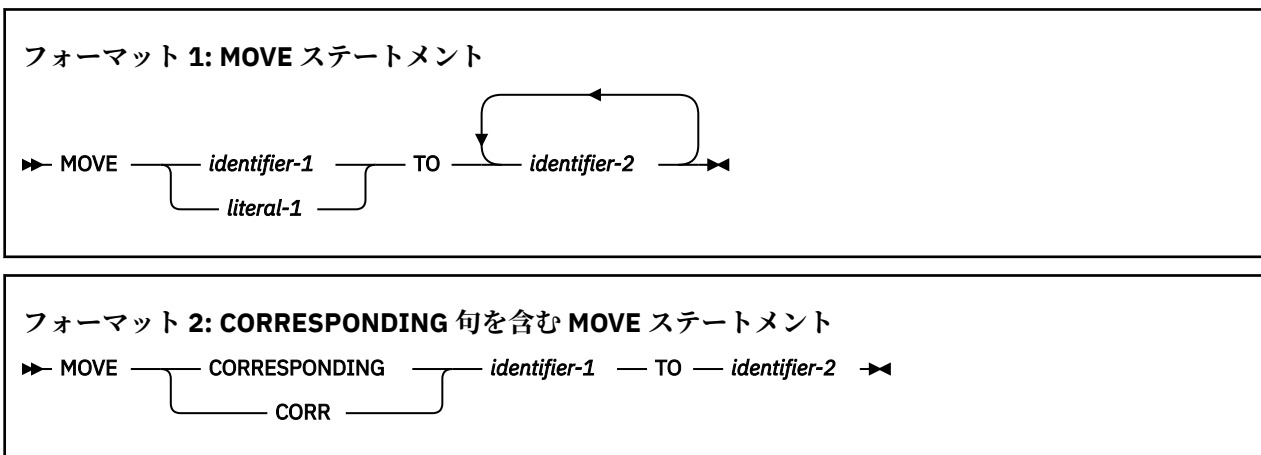 フォーマット 1: MOVE ステートメント
MOVE identifier-1 TO identifier-2
literal-1
フォーマット 2: CORRESPONDING 句を含む MOVE ステートメント
MOVE CORRESPONDING identifier-1 TO identifier-2
CORR